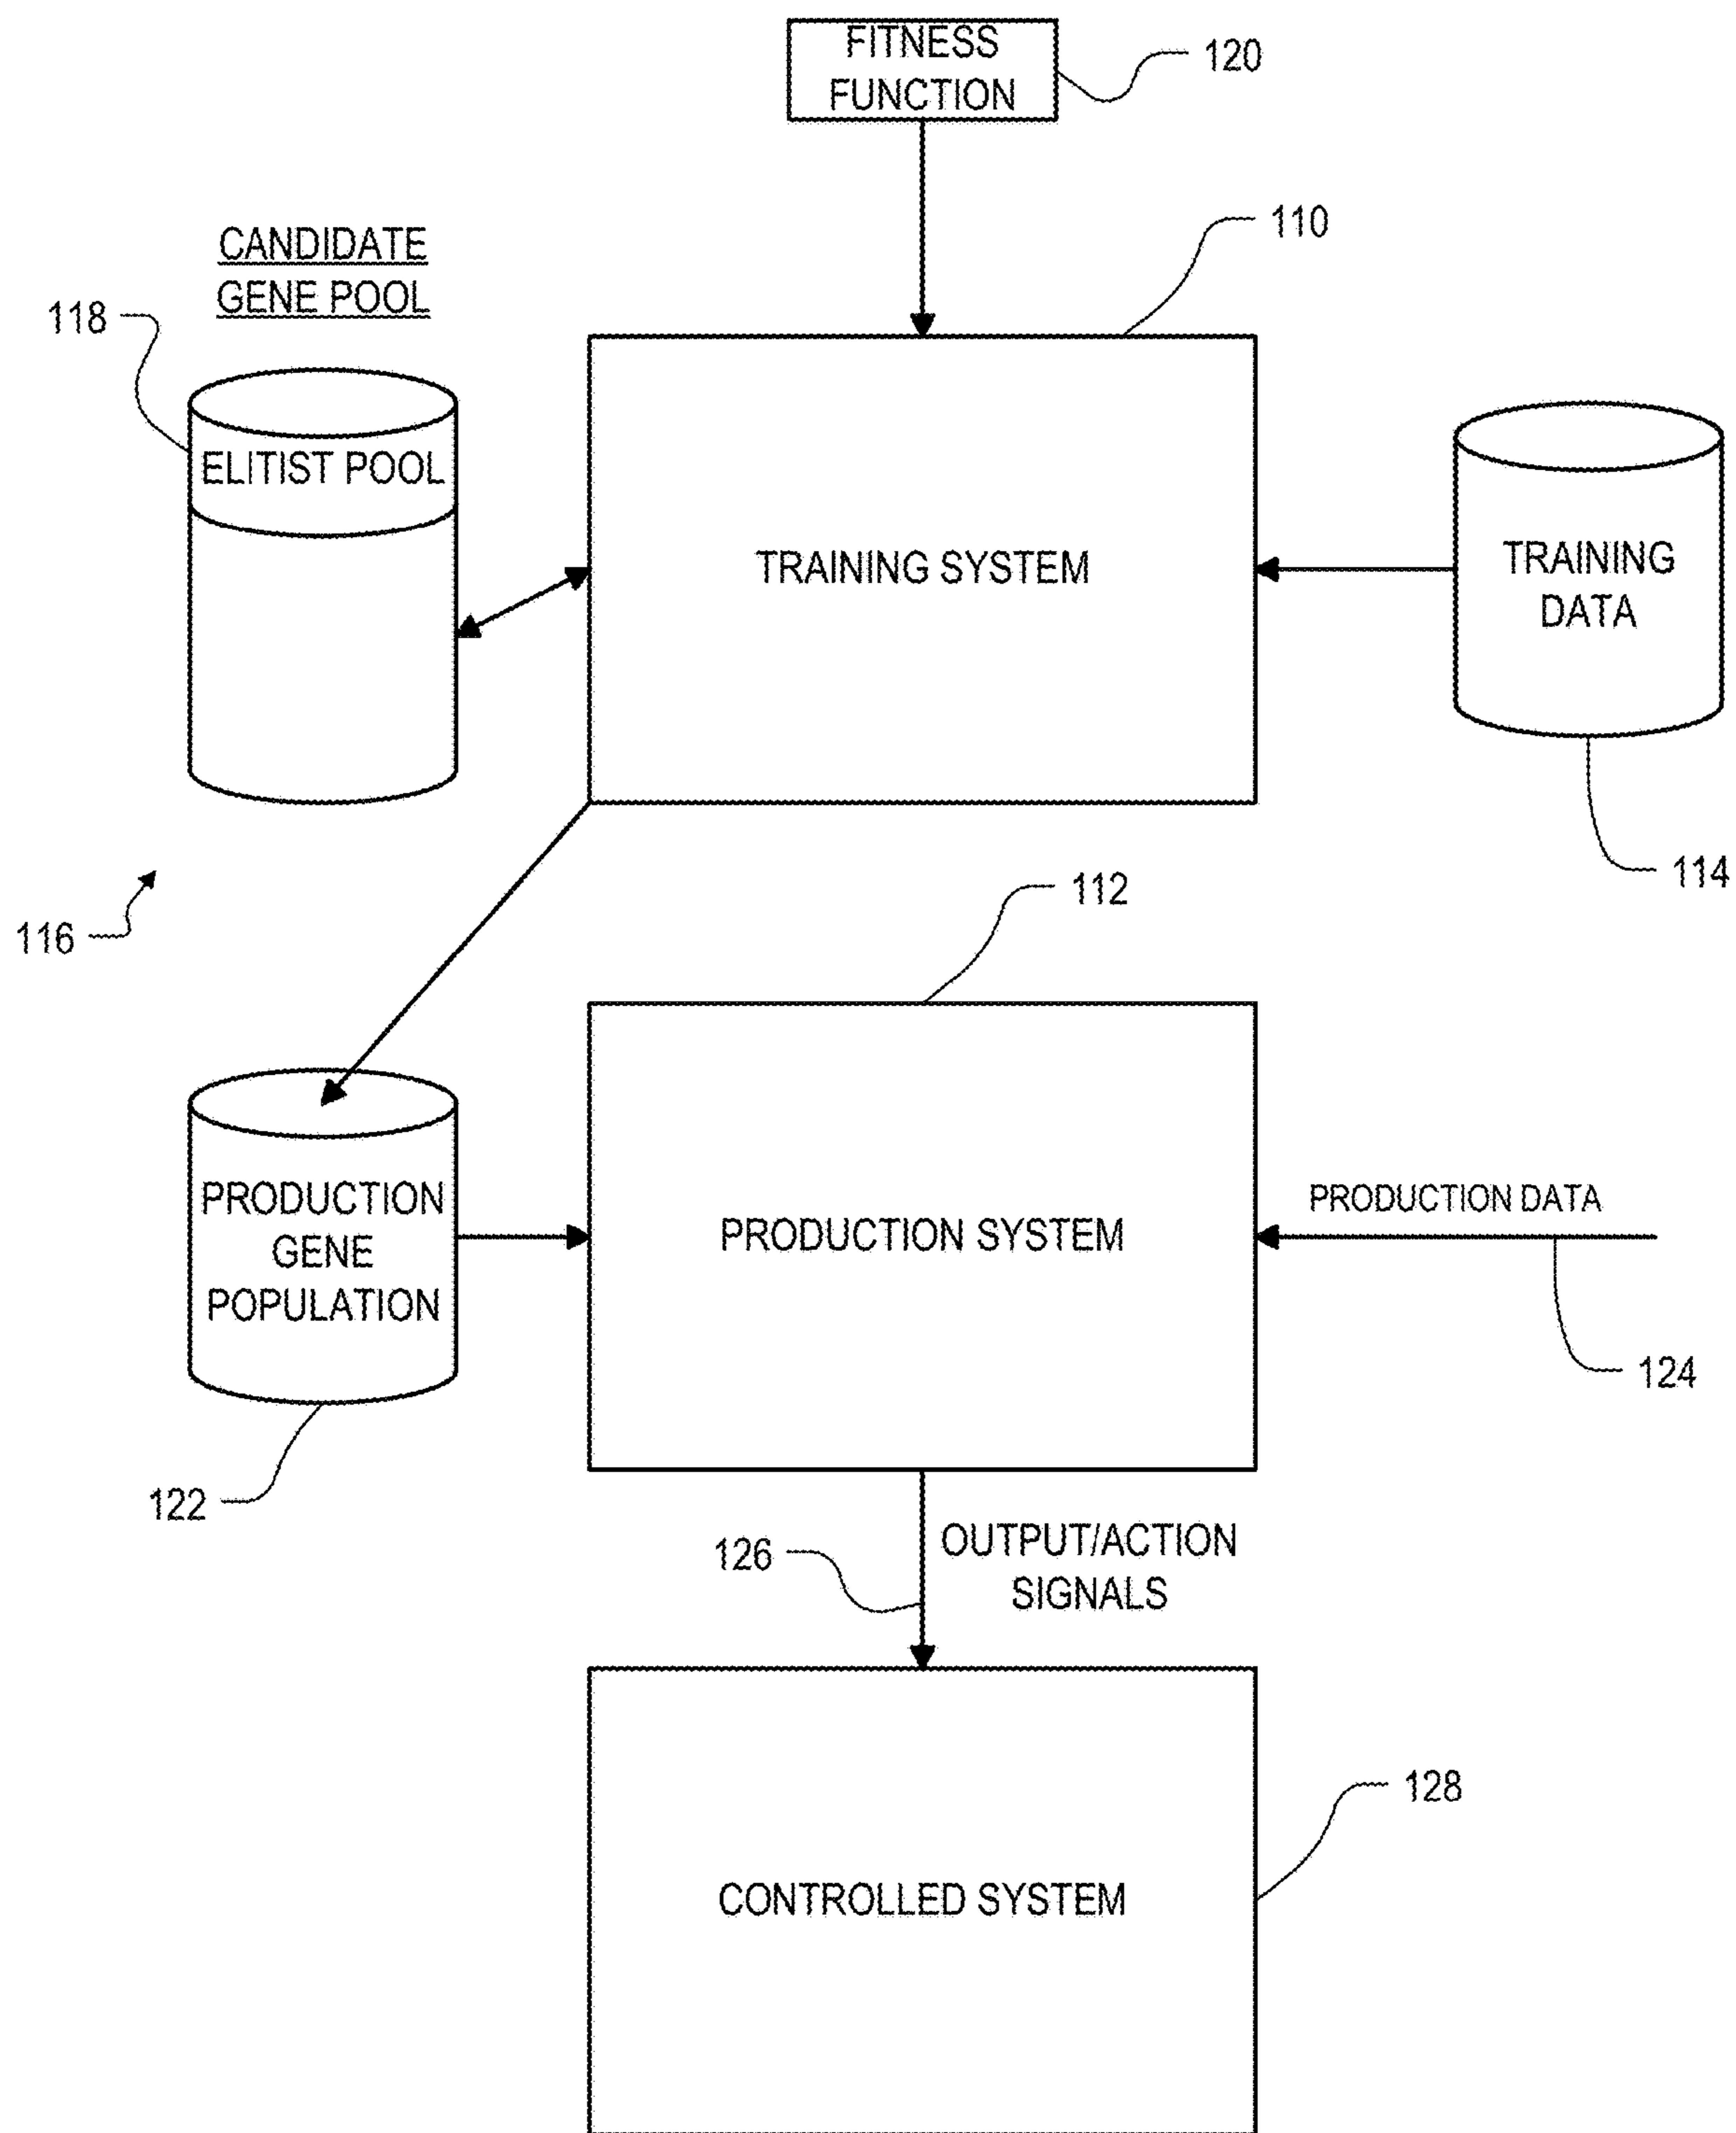 FITNESS
FUNCTION
120
110
CANDIDATE
GENE POOL
118
ELITIST POOL
TRAINING SYSTEM
TRAINING
DATA
114
116
112
PRODUCTION
GENE
POPULATION
PRODUCTION SYSTEM
PRODUCTION DATA
124
122
126
OUTPUT/ACTION
SIGNALS
128
CONTROLLED SYSTEM